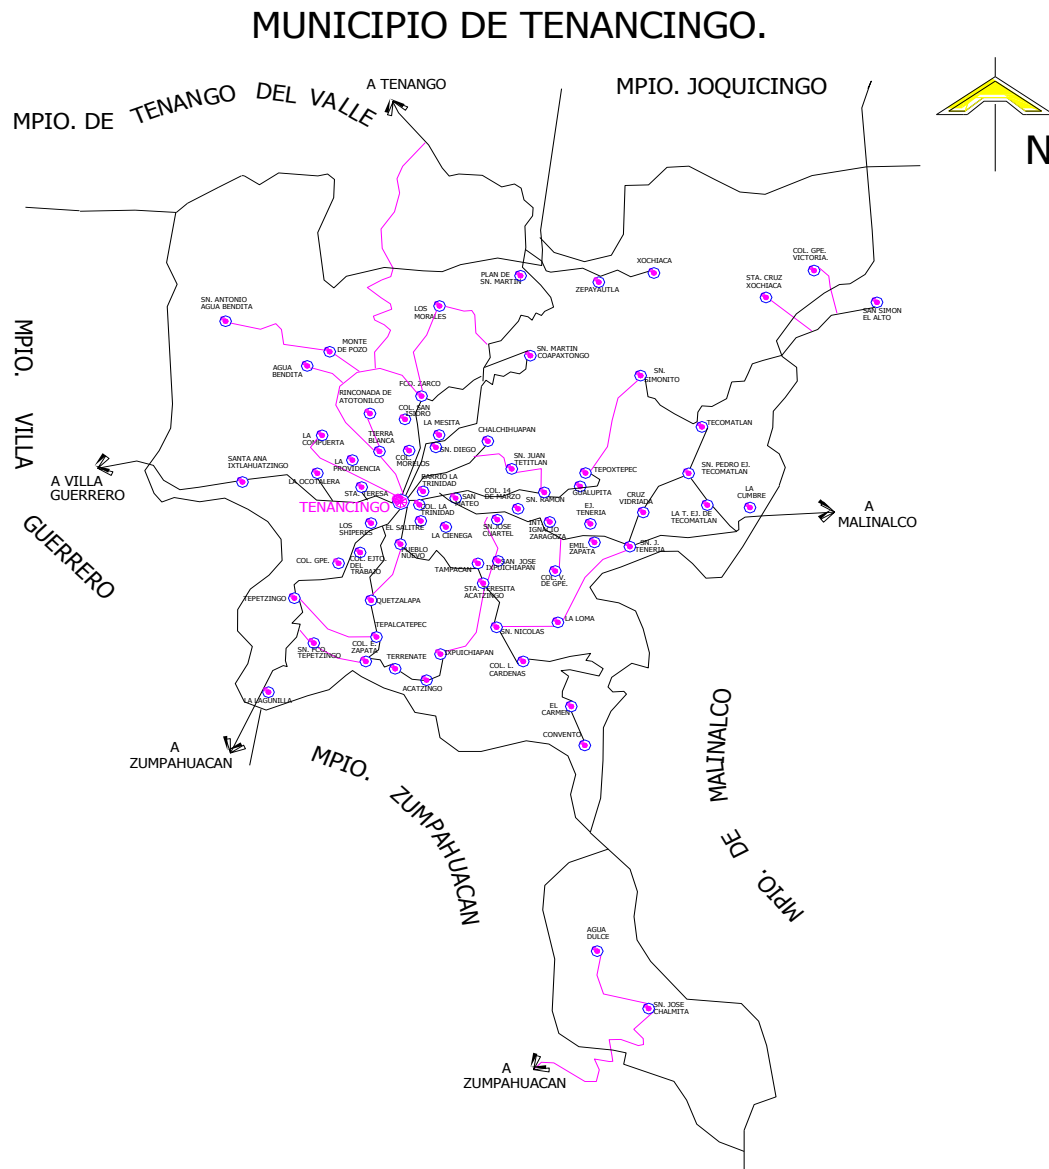 MUNICIPIO DE TENANCINGO.
A TENANGO
MPIO. JOQUICINGO
MPIO. DE TENANGO DEL VALLE
N
XOCHIACA
COL. GPE.
VICTORIA.
PLAN DE
SN. MARTIN
ZEPAYAUTLA
STA. CRUZ
XOCHIACA
SAN SIMON
EL ALTO
SN. ANTONIO
AGUA BENDITA
LOS
MORALES
MPIO. VILLA GUERRERO
MONTE
DE POZO
AGUA
BENDITA
SN. MARTIN
COAPAXTONGO
SN.
SIMONITO
FCO. ZARCO
RINCONADA DE
ATOTONILCO
COL. SAN
ISIDRO
LA MESITA
TECOMATLAN
LA
COMPUERTA
TIERRA
BLANCA
CHALCHIHUAPAN
SN. DIEGO
SANTA ANA
IXTLAHUATZINGO
LA
PROVIDENCIA
COL.
MORELOS
SN. JUAN
TETITLAN
TEPOXTEPEC
SN. PEDRO EJ.
TECOMATLAN
A VILLA
GUERRERO
LA OCOTALERA
BARRIO LA
TRINIDAD
STA. TERESA
SAN
MATEO
COL. 14
DE MARZO
SN. RAMON
GUALUPITA
LA
CUMBRE
TENANCINGO
COL. LA
TRINIDAD
CRUZ
VIDRIADA
LA T. EJ. DE
TECOMATLAN
A
MALINALCO
LOS
SHIPERES
EL SALITRE
LA CIENEGA
SN.JOSE
CUARTEL
INT.
IGNACIO
ZARAGOZA
EJ.
TENERIA
EMIL.
ZAPATA
SN. J.
TENERIA
PUEBLO
NUEVO
COL. GPE.
COL. EJTO.
DEL
TRABAJO
TAMPACAN
SAN JOSE
IXPUICHIAPAN
COL. V.
DE GPE.
STA. TERESITA
ACATZINGO
TEPETZINGO
QUETZALAPA
LA LOMA
TEPALCATEPEC
SN. NICOLAS
SN. FCO.
TEPETZINGO
COL. E.
ZAPATA
TERRENATE
IXPUICHIAPAN
COL. L.
CARDENAS
ACATZINGO
LA LAGUNILLA
EL
CARMEN
CONVENTO
A
ZUMPAHUACAN
MPIO. ZUMPAHUACAN
MPIO. DE MALINALCO
AGUA
DULCE
SN. JOSE
CHALMITA
A
ZUMPAHUACAN